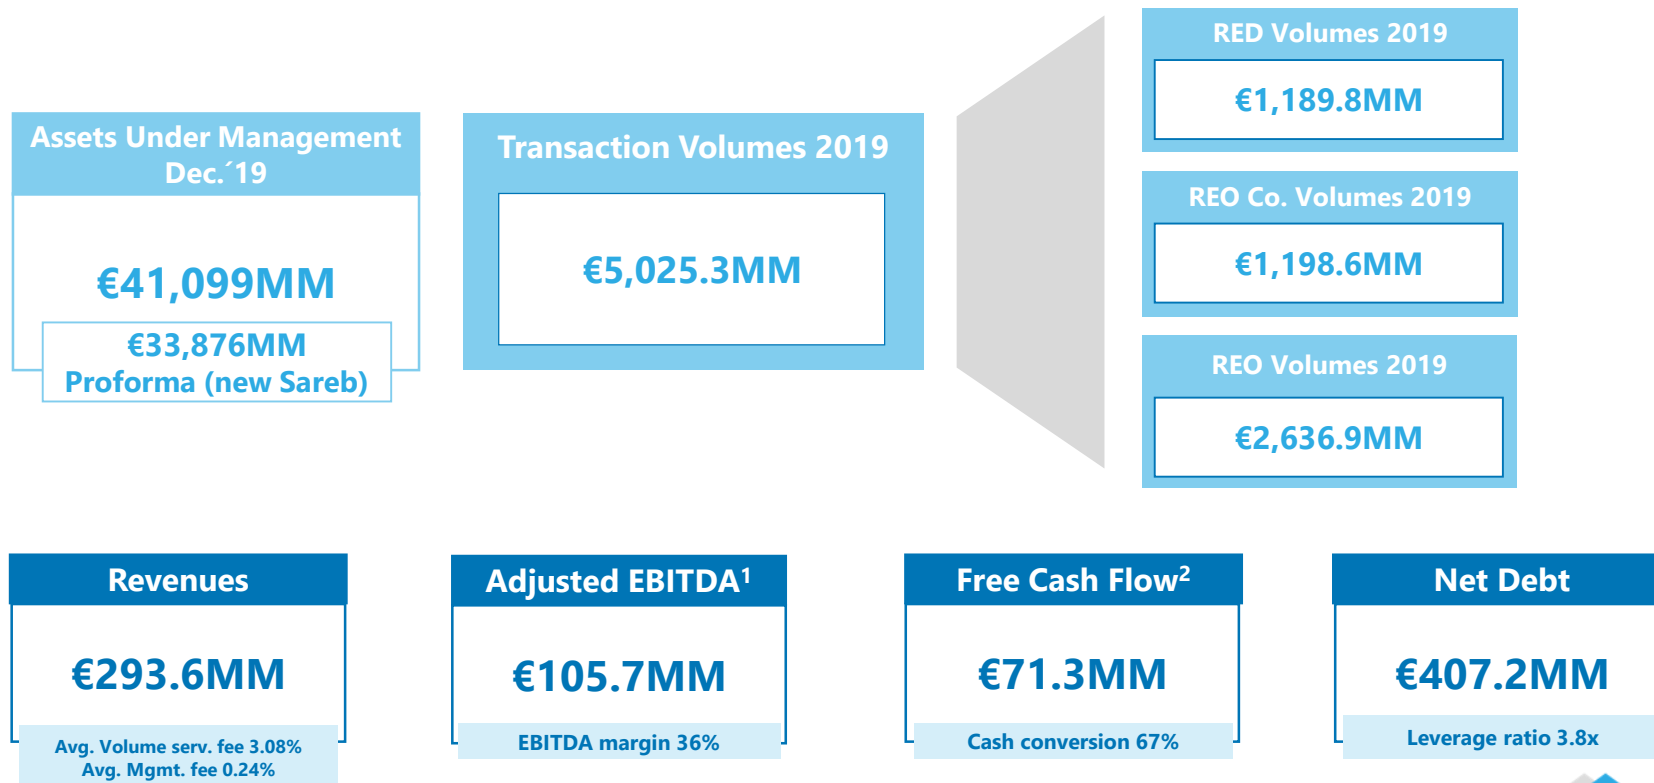 Assets Under Management
Dec.´19
€41,099MM
€33,876MM
Proforma (new Sareb)
Transaction Volumes 2019
€5,025.3MM
RED Volumes 2019
€1,189.8MM
REO Co. Volumes 2019
€1,198.6MM
REO Volumes 2019
€2,636.9MM
Revenues
€293.6MM
Avg. Volume serv. fee 3.08%
Avg. Mgmt. fee 0.24%
Adjusted EBITDA¹
€105.7MM
EBITDA margin 36%
Free Cash Flow²
€71.3MM
Cash conversion 67%
Net Debt
€407.2MM
Leverage ratio 3.8x